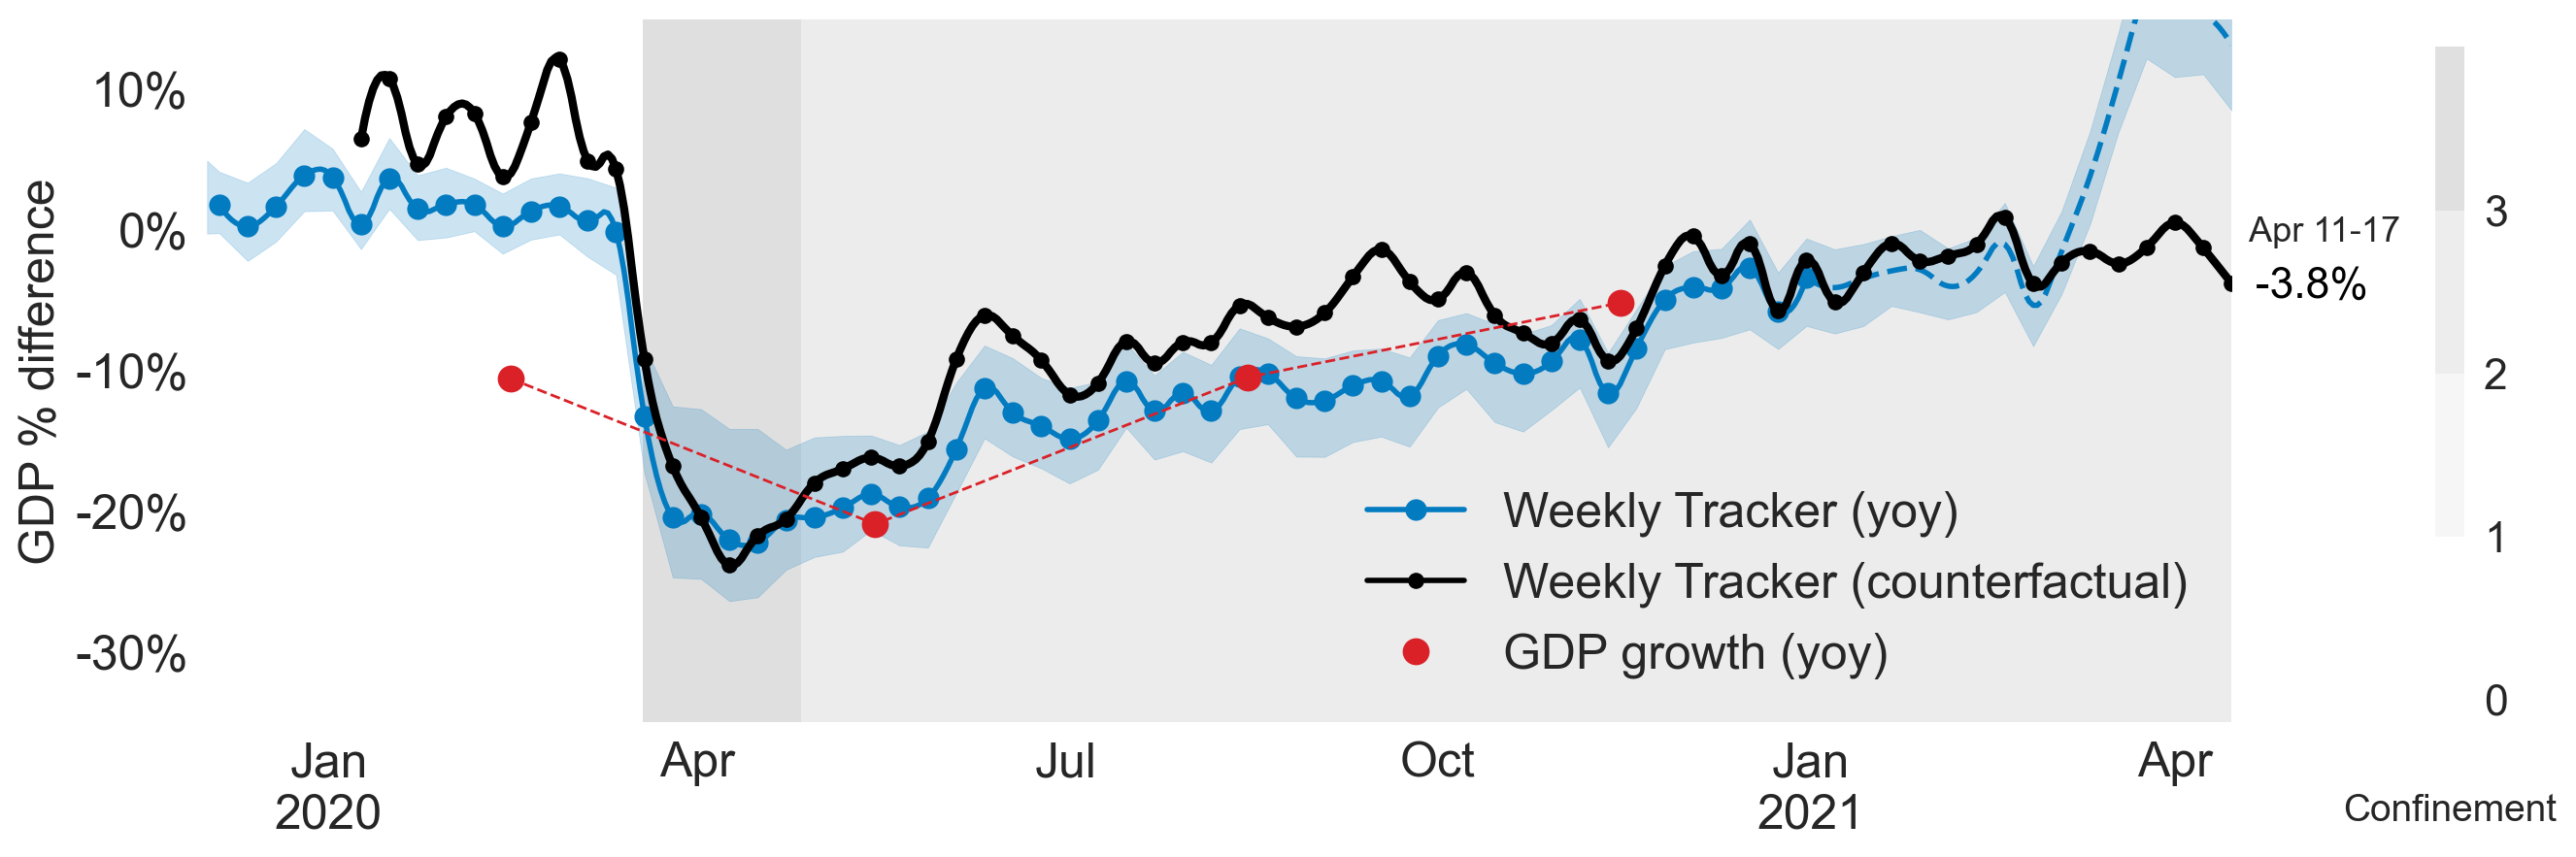 GDP % difference
10%
0%
-10%
-20%
-30%
Weekly Tracker (yoy)
Weekly Tracker (counterfactual)
GDP growth (yoy)
Jan
2020
Apr
Jul
Oct
Jan
2021
Apr
Apr 11-17
-3.8%
3
2
1
0
Confinement